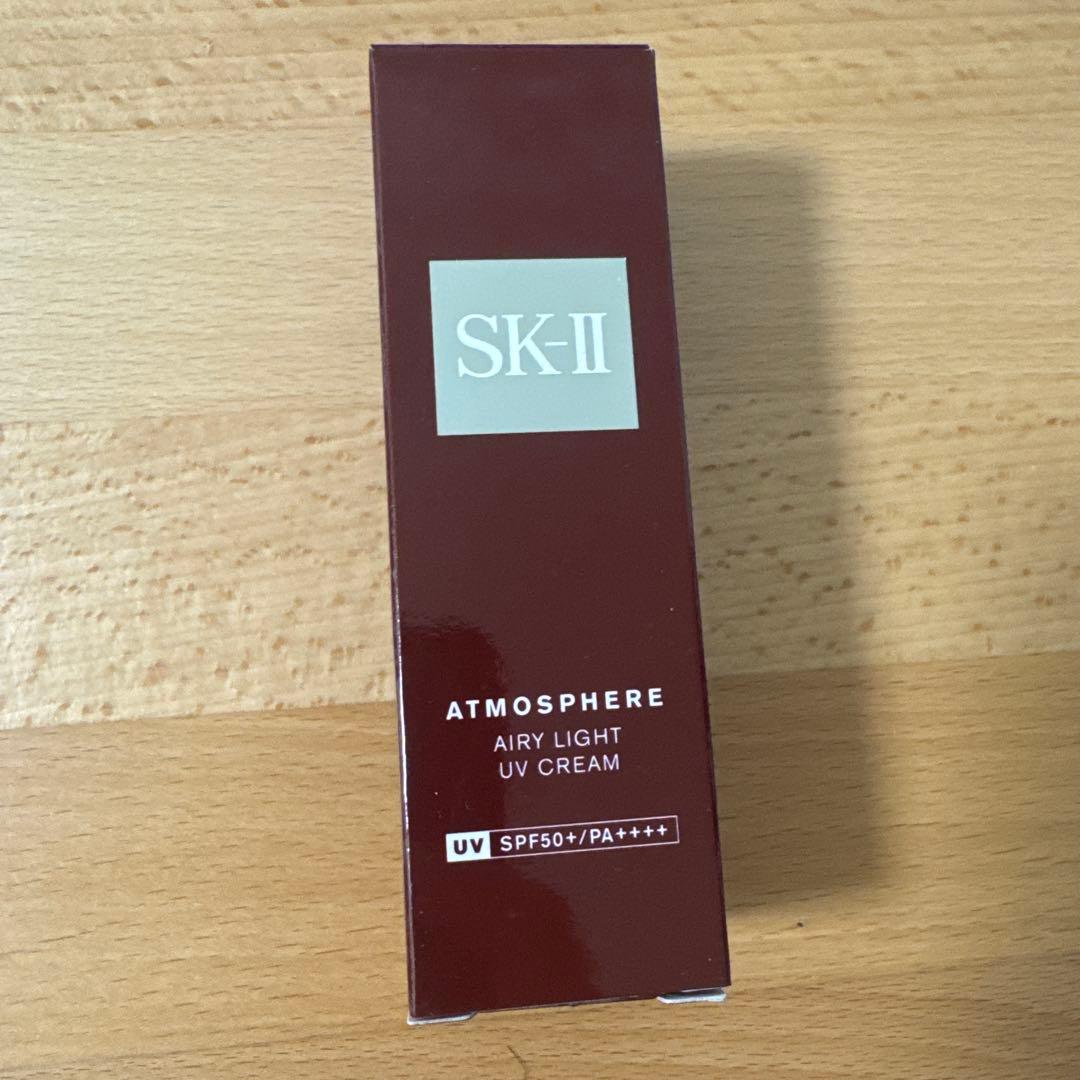 SK-II
ATMOSPHERE
AIRY LIGHT
UV CREAM
UV SPF50+/PA++++